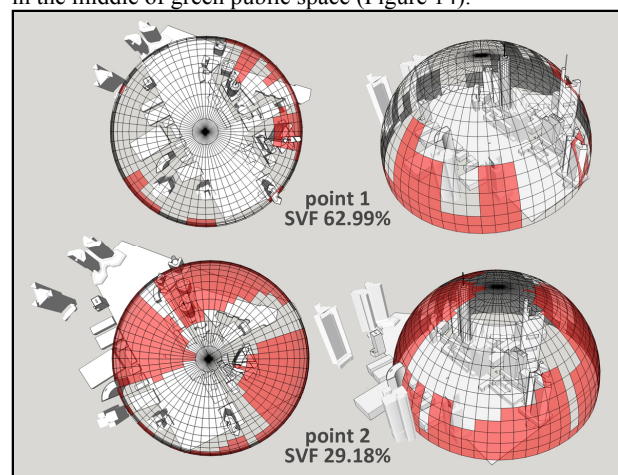 in the middle of green public space (Figure 14).
point 1
SVF 62.99%
point 2
SVF 29.18%